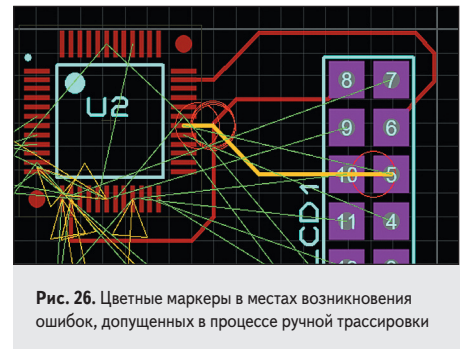 U2
8 7
9 6
10 5
11 4
CD1
Рис. 26. Цветные маркеры в местах возникновения
ошибок, допущенных в процессе ручной трассировки